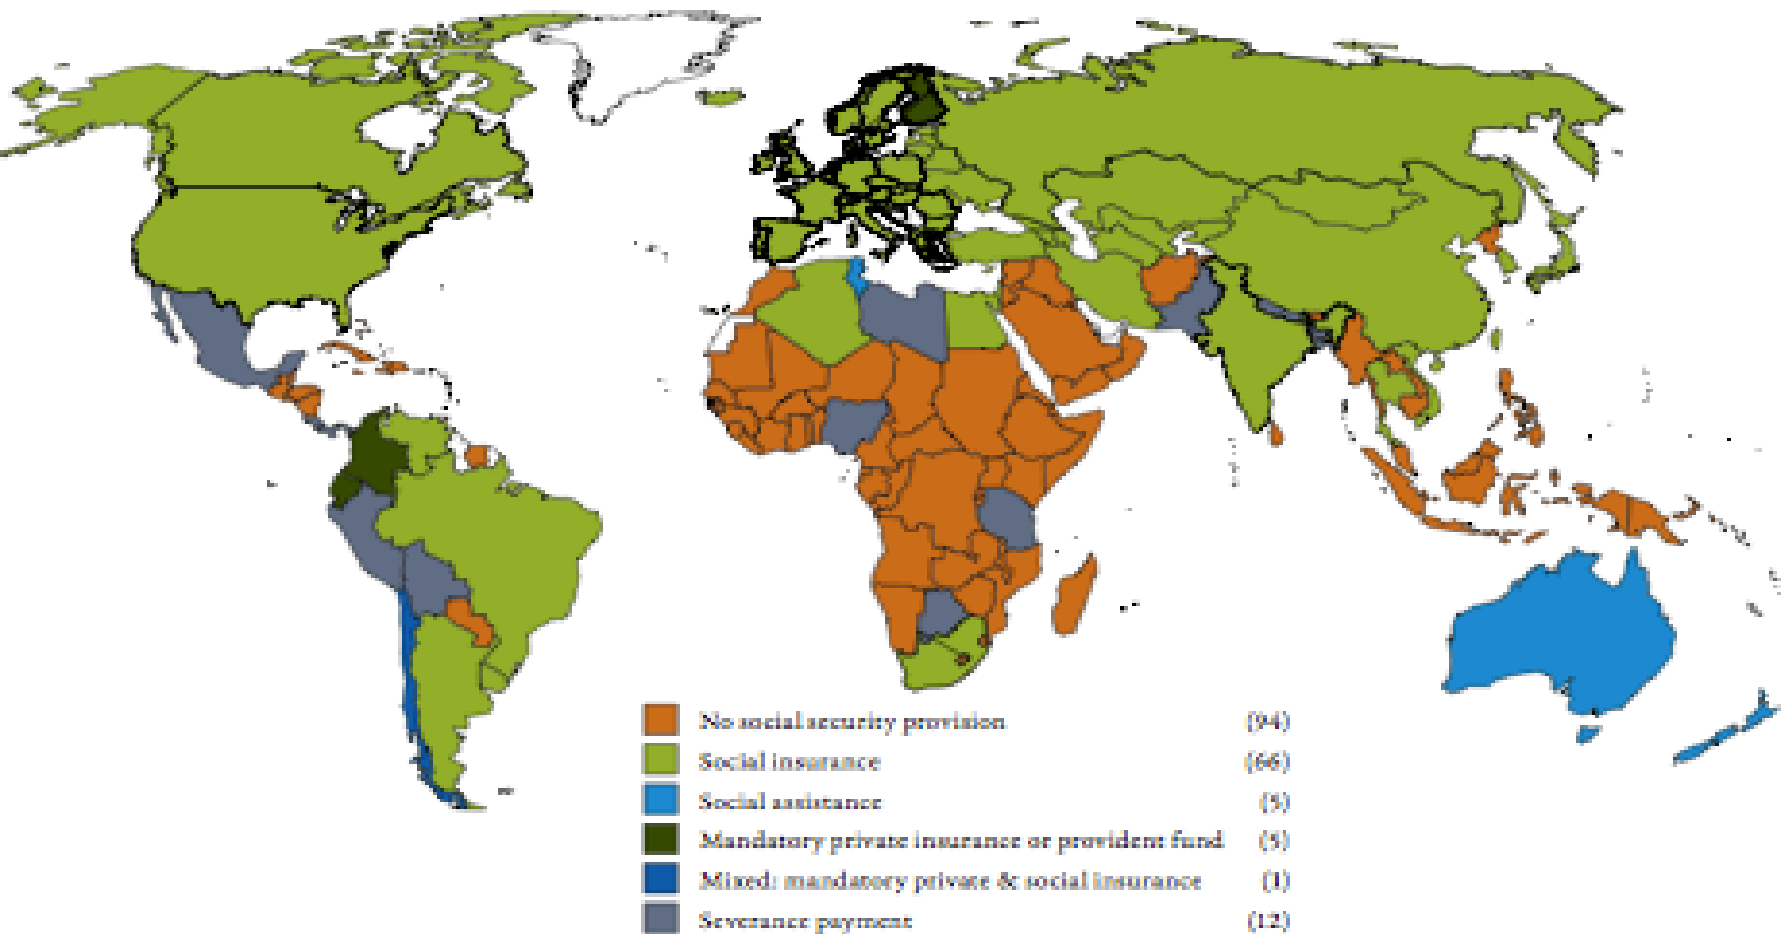 No social security provision (94)
Social insurance (66)
Social assistance (5)
Mandatory private insurance or provident fund (5)
Mixed: mandatory private & social insurance (1)
Severance payment (12)